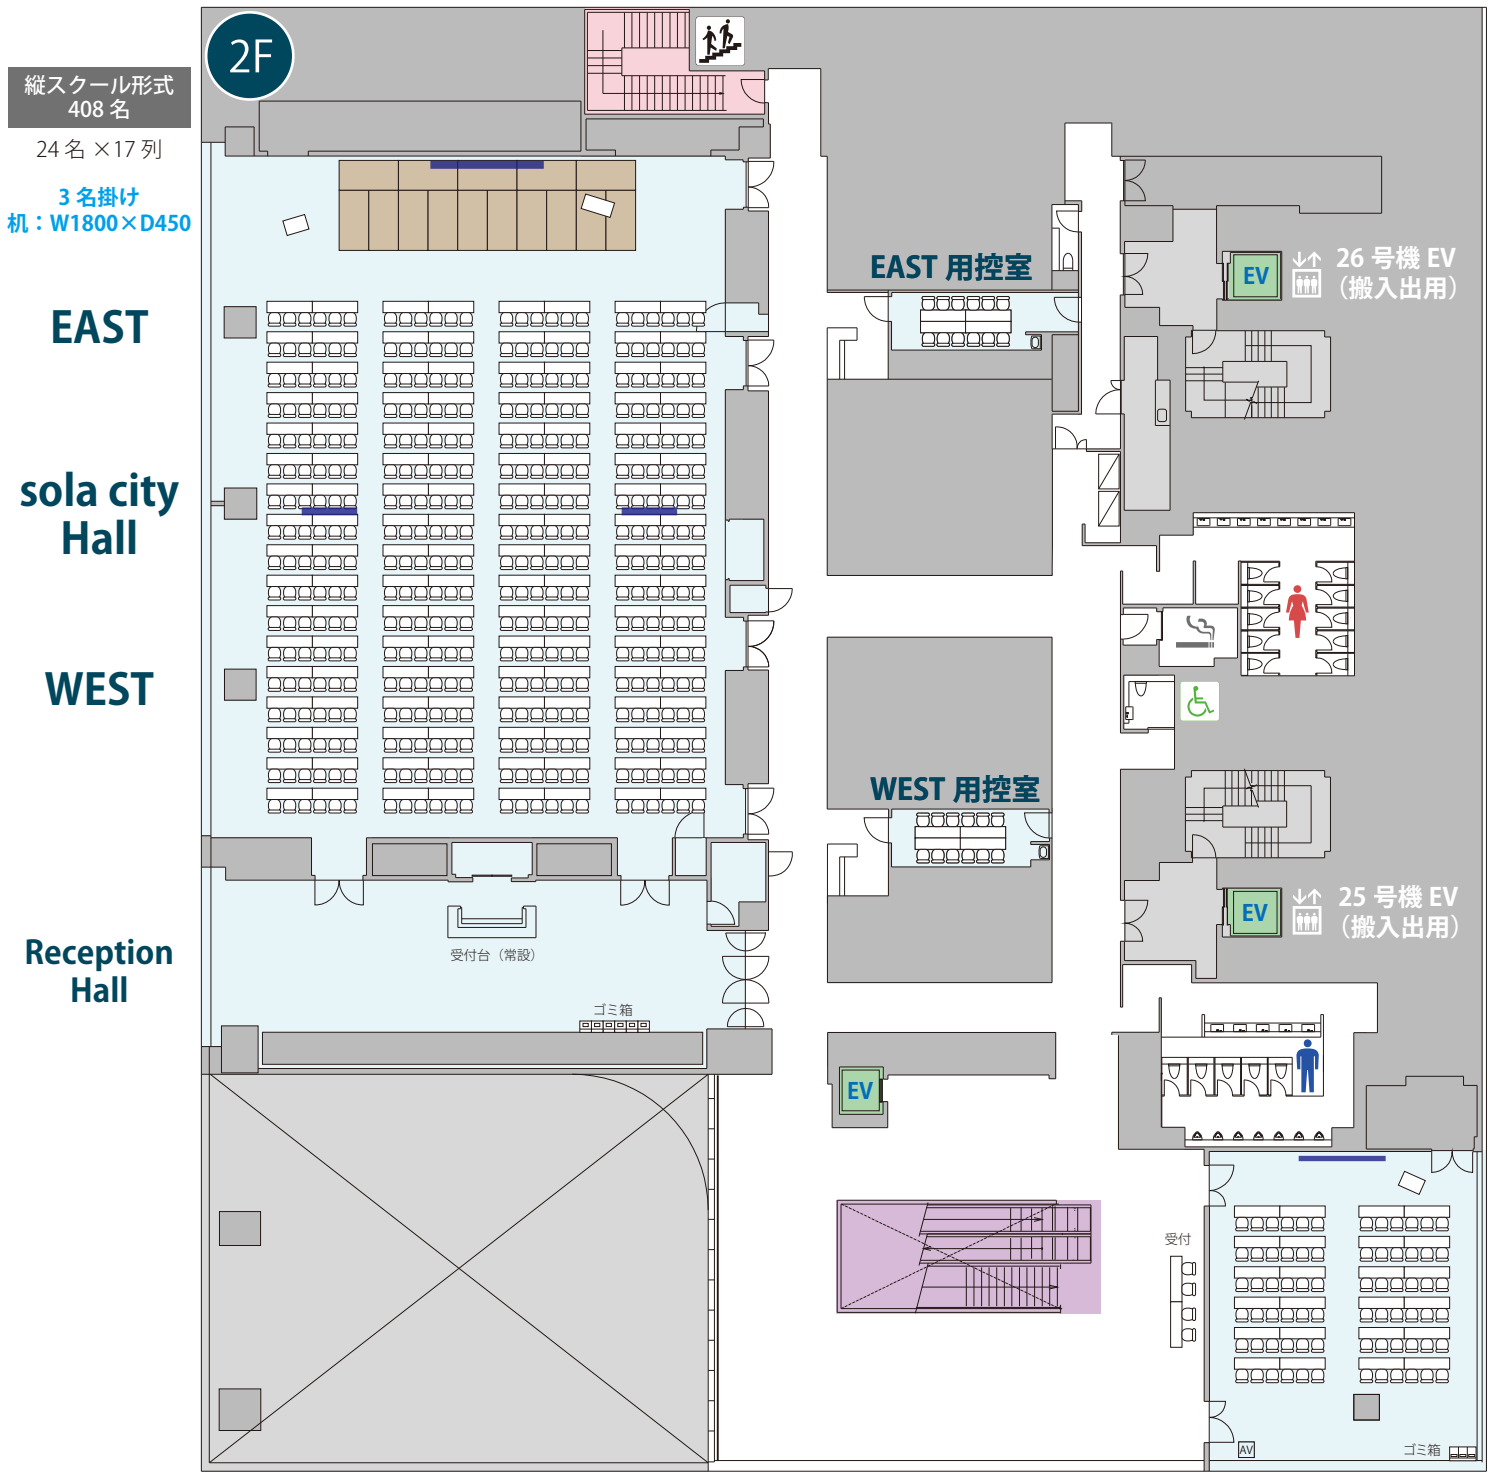 2F
縦スクール形式
408 名
24 名 ×17 列
3 名掛け
机：W1800×D450
EAST
sola city
Hall
WEST
Reception
Hall
EAST 用控室
EV
26 号機 EV
（搬入出用）
WEST 用控室
EV
25 号機 EV
（搬入出用）
受付台（常設）
ゴミ箱
EV
受付
AV
ゴミ箱